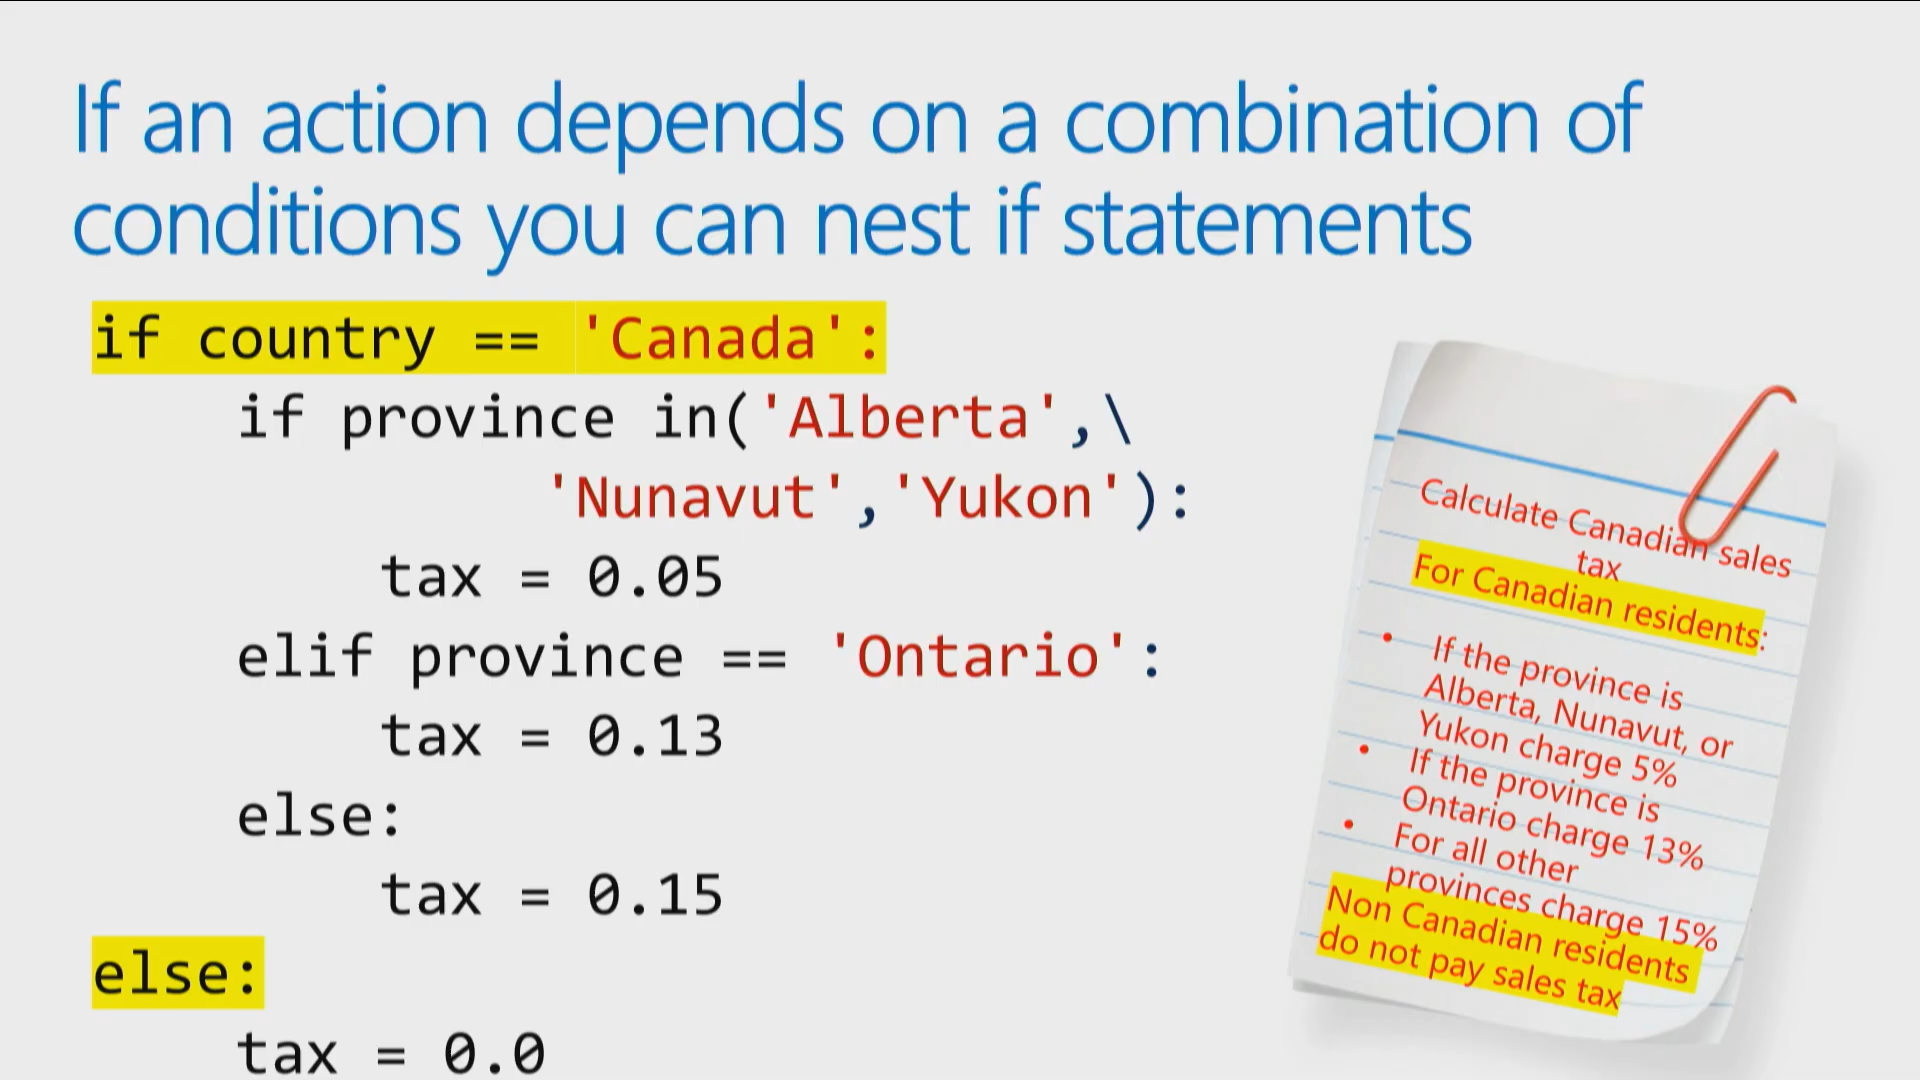 If an action depends on a combination of
conditions you can nest if statements
if country == 'Canada':
if province in('Alberta',\
'Nunavut','Yukon'):
tax = 0.05
elif province == 'Ontario':
tax = 0.13
else:
tax = 0.15
else:
tax = 0.0
Calculate Canadian sales
tax
For Canadian residents:
• If the province is
Alberta, Nunavut, or
Yukon charge 5%
• If the province is
Ontario charge 13%
• For all other
provinces charge 15%
Non Canadian residents
do not pay sales tax